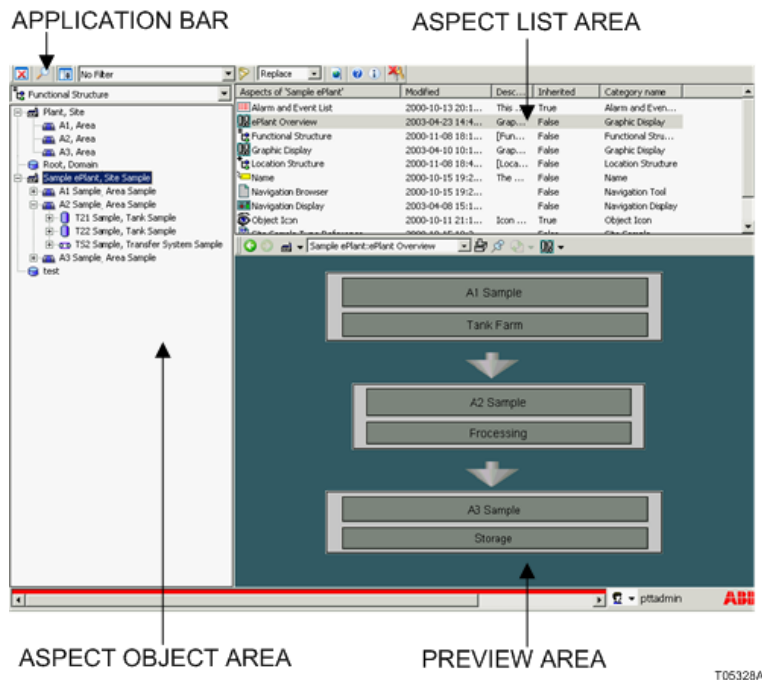 APPLICATION BAR
ASPECT LIST AREA
No Filter
Replace
Functional Structure
Aspects of 'Sample ePlant' Modified Desc... Inherited Category name
Alarm and Event List 2000-10-13 20:1... This ... True Alarm and Even...
ePlant Overview 2003-04-23 14:4... Grap... False Graphic Display
Functional Structure 2000-11-08 18:1... [Fun... False Functional Stru...
Graphic Display 2003-04-10 10:1... Grap... False Graphic Display
Location Structure 2000-11-08 18:4... [Loca... False Location Structure
Name 2000-10-15 19:2... The ... False Name
Navigation Browser 2000-10-15 19:2... False Navigation Tool
Navigation Display 2003-04-08 15:1... False Navigation Display
Object Icon 2000-10-11 21:1... Icon ... True Object Icon
Plant, Site
A1, Area
A2, Area
A3, Area
Root, Domain
Sample ePlant, Site Sample
A1 Sample, Area Sample
A2 Sample, Area Sample
T21 Sample, Tank Sample
T22 Sample, Tank Sample
TS2 Sample, Transfer System Sample
A3 Sample, Area Sample
test
Sample ePlant:ePlant Overview
A1 Sample
Tank Farm
A2 Sample
Frocessing
A3 Sample
Storage
pttadmin
ABB
ASPECT OBJECT AREA
PREVIEW AREA
T05328A